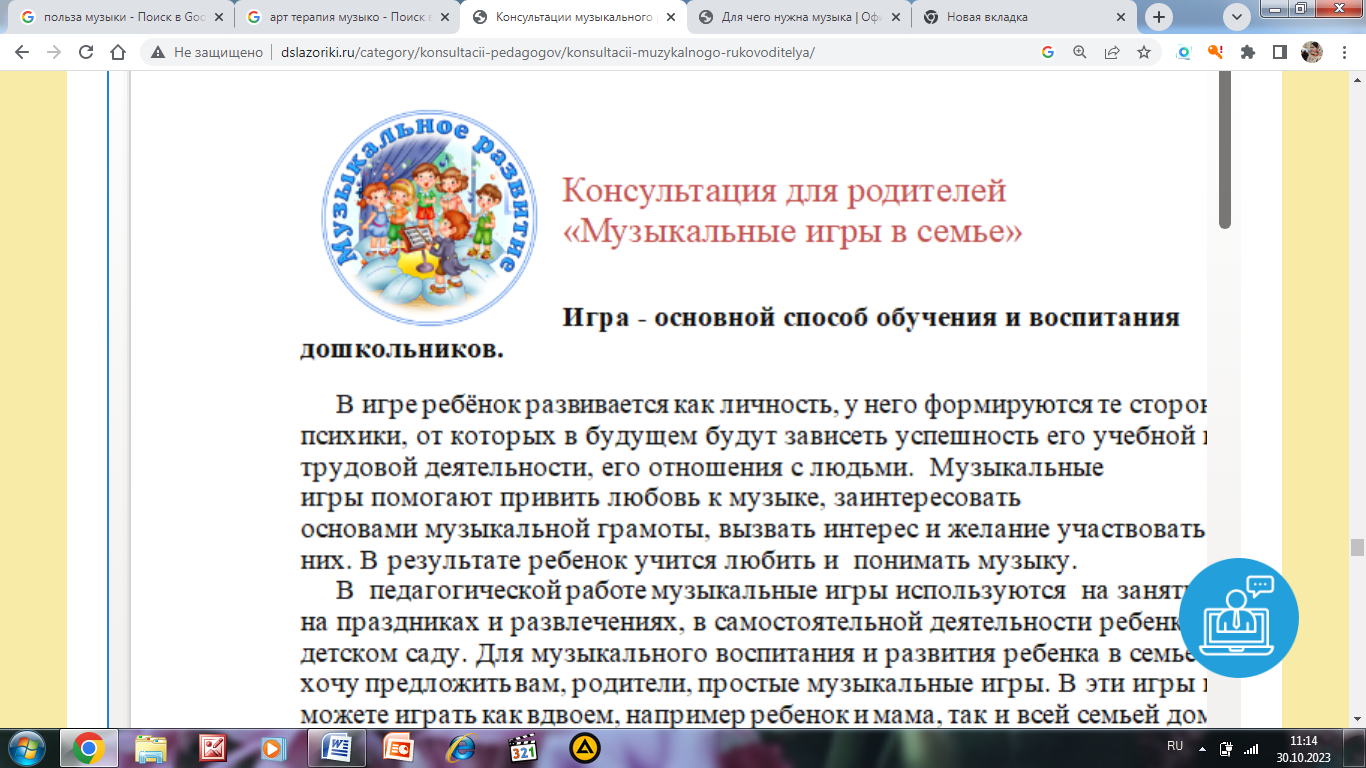 польза музыки - Поиск в Goo
арт терапия музыко - Поиск в
Консультации музыкального
Для чего нужна музыка | Офи
Новая вкладка
Не защищено
dslazoriki.ru/category/konsultacii-pedagogov/konsultacii-muzykalnogo-rukovoditelya/
Музыкальное развитие
Консультация для родителей
«Музыкальные игры в семье»
Игра - основной способ обучения и воспитания
дошкольников.
В игре ребёнок развивается как личность, у него формируются те сторон
психики, от которых в будущем будут зависеть успешность его учебной
трудовой деятельности, его отношения с людьми. Музыкальные
игры помогают привить любовь к музыке, заинтересовать
основами музыкальной грамоты, вызвать интерес и желание участвовать
них. В результате ребенок учится любить и понимать музыку.
В педагогической работе музыкальные игры используются на заняти
на праздниках и развлечениях, в самостоятельной деятельности ребенк
детском саду. Для музыкального воспитания и развития ребенка в семье
хочу предложить вам, родители, простые музыкальные игры. В эти игры
можете играть как вдвоем, например ребенок и мама, так и всей семьей дом
321
RU
11:14
30.10.2023